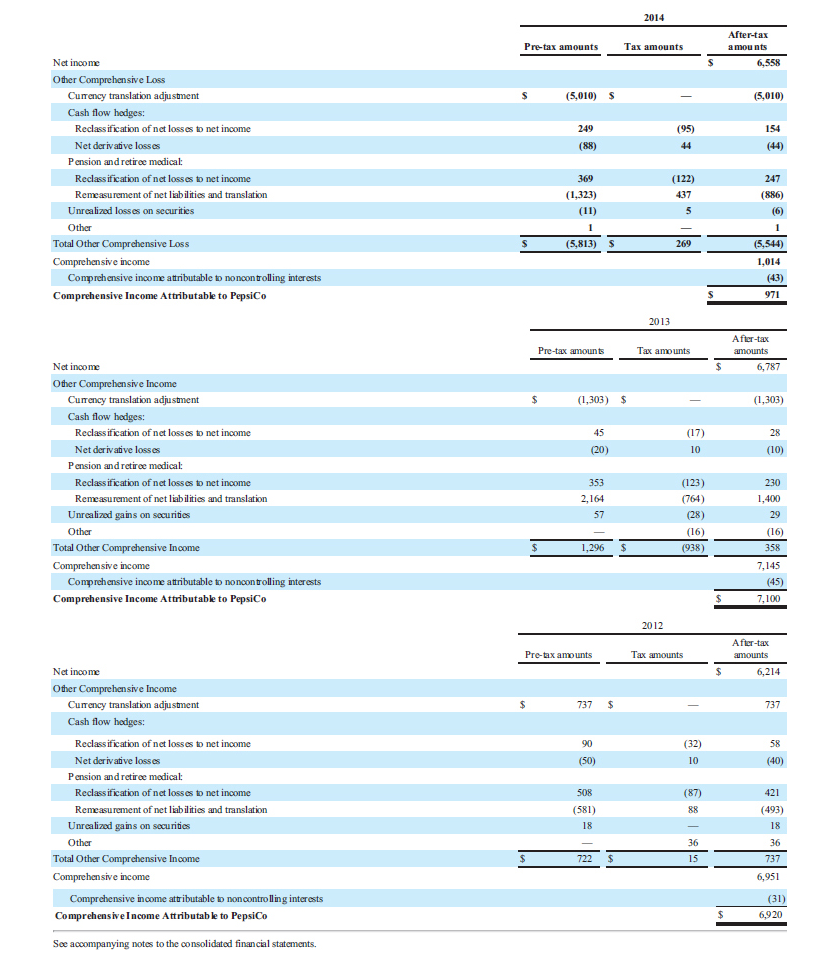 2014
Pre-tax amounts Tax amounts After-tax amounts
Net income $ 6,558
Other Comprehensive Loss
Currency translation adjustment $ (5,010) $ — (5,010)
Cash flow hedges:
Reclassification of net losses to net income 249 (95) 154
Net derivative losses (88) 44 (44)
Pension and retiree medical:
Reclassification of net losses to net income 369 (122) 247
Remeasurement of net liabilities and translation (1,323) 437 (886)
Unrealized losses on securities (11) 5 (6)
Other 1 — 1
Total Other Comprehensive Loss $ (5,813) $ 269 (5,544)
Comprehensive income 1,014
Comprehensive income attributable to noncontrolling interests (43)
Comprehensive Income Attributable to PepsiCo $ 971
2013
Pre-tax amounts Tax amounts After-tax amounts
Net income $ 6,787
Other Comprehensive Income
Currency translation adjustment $ (1,303) $ — (1,303)
Cash flow hedges:
Reclassification of net losses to net income 45 (17) 28
Net derivative losses (20) 10 (10)
Pension and retiree medical:
Reclassification of net losses to net income 353 (123) 230
Remeasurement of net liabilities and translation 2,164 (764) 1,400
Unrealized gains on securities 57 (28) 29
Other — (16) (16)
Total Other Comprehensive Income $ 1,296 $ (938) 358
Comprehensive income 7,145
Comprehensive income attributable to noncontrolling interests (45)
Comprehensive Income Attributable to PepsiCo $ 7,100
2012
Pre-tax amounts Tax amounts After-tax amounts
Net income $ 6,214
Other Comprehensive Income
Currency translation adjustment $ 737 $ — 737
Cash flow hedges:
Reclassification of net losses to net income 90 (32) 58
Net derivative losses (50) 10 (40)
Pension and retiree medical:
Reclassification of net losses to net income 508 (87) 421
Remeasurement of net liabilities and translation (581) 88 (493)
Unrealized gains on securities 18 — 18
Other — 36 36
Total Other Comprehensive Income $ 722 $ 15 737
Comprehensive income 6,951
Comprehensive income attributable to noncontrolling interests (31)
Comprehensive Income Attributable to PepsiCo $ 6,920
See accompanying notes to the consolidated financial statements.